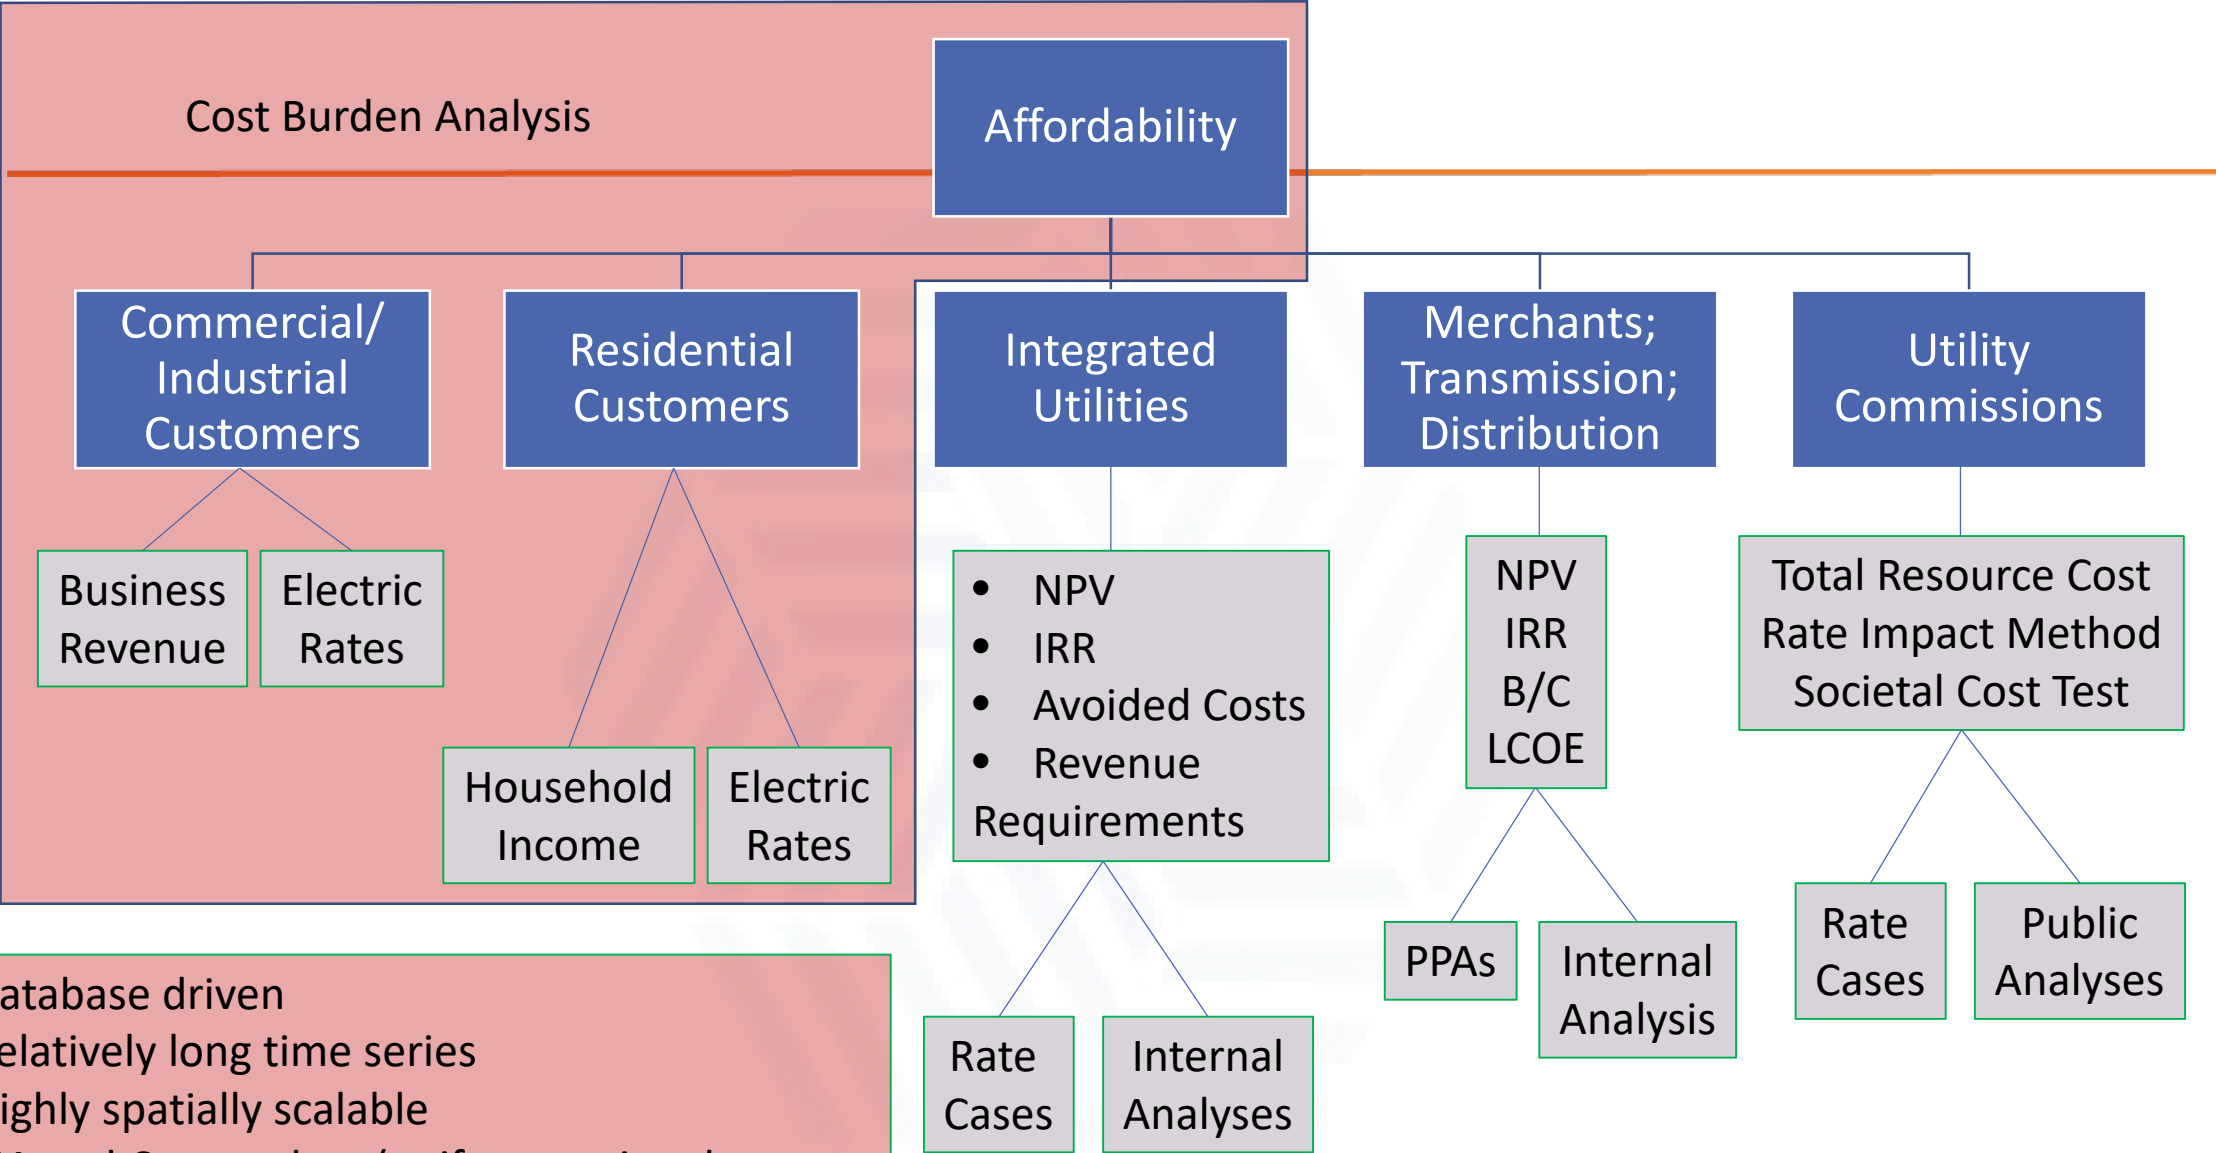 Cost Burden Analysis
Affordability
Commercial/
Industrial
Customers
Residential
Customers
Integrated
Utilities
Merchants;
Transmission;
Distribution
Utility
Commissions
Business
Revenue
Electric
Rates
Household
Income
Electric
Rates
• NPV
• IRR
• Avoided Costs
• Revenue
Requirements
NPV
IRR
B/C
LCOE
Total Resource Cost
Rate Impact Method
Societal Cost Test
Rate
Cases
Internal
Analyses
PPAs
Internal
Analysis
Rate
Cases
Public
Analyses
atabase driven
elatively long time series
ighly spatially scalable